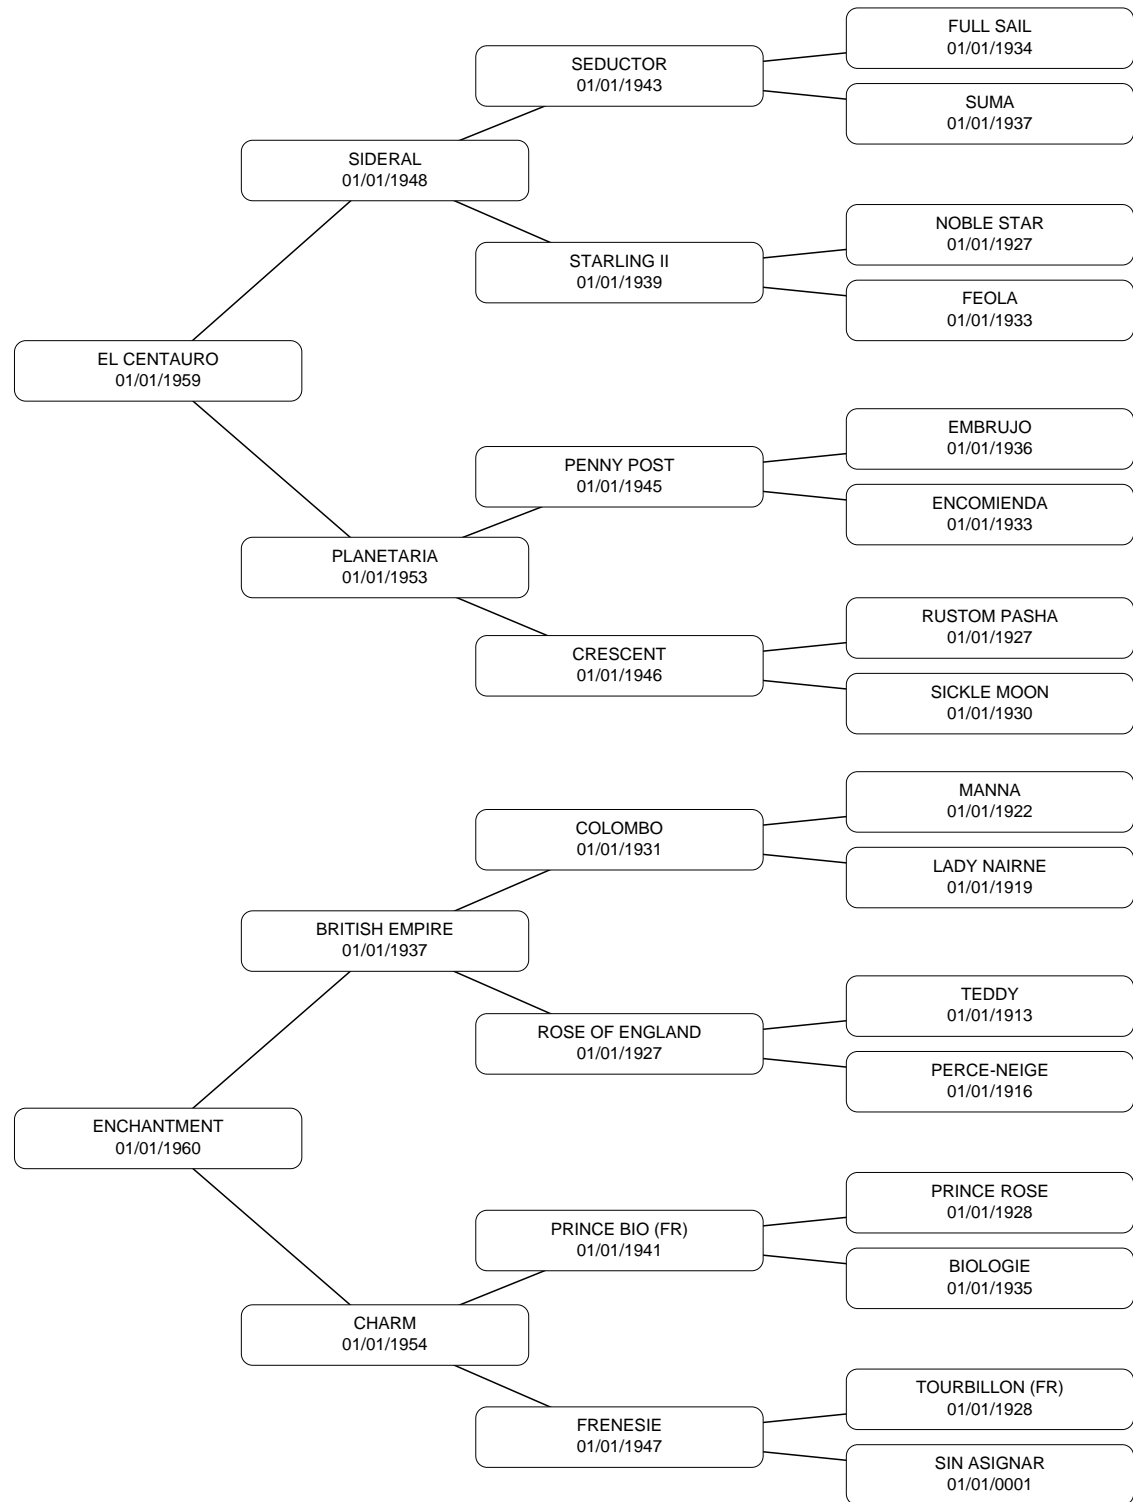 FULL SAIL
01/01/1934
SEDUCTOR
01/01/1943
SUMA
01/01/1937
SIDERAL
01/01/1948
NOBLE STAR
01/01/1927
STARLING II
01/01/1939
FEOLA
01/01/1933
EL CENTAURO
01/01/1959
EMBRUJO
01/01/1936
PENNY POST
01/01/1945
ENCOMIENDA
01/01/1933
PLANETARIA
01/01/1953
RUSTOM PASHA
01/01/1927
CRESCENT
01/01/1946
SICKLE MOON
01/01/1930
MANNA
01/01/1922
COLOMBO
01/01/1931
LADY NAIRNE
01/01/1919
BRITISH EMPIRE
01/01/1937
TEDDY
01/01/1913
ROSE OF ENGLAND
01/01/1927
PERCE-NEIGE
01/01/1916
ENCHANTMENT
01/01/1960
PRINCE ROSE
01/01/1928
PRINCE BIO (FR)
01/01/1941
BIOLOGIE
01/01/1935
CHARM
01/01/1954
TOURBILLON (FR)
01/01/1928
FRENESIE
01/01/1947
SIN ASIGNAR
01/01/0001